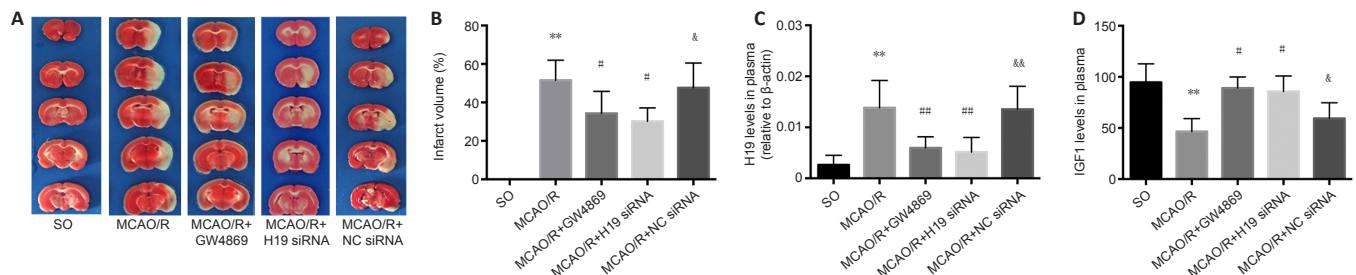 A
SO
MCAO/R
MCAO/R+
GW4869
MCAO/R+
H19 siRNA
MCAO/R+
NC siRNA
B
Infarct volume (%)
80
60
40
20
0
**
#
#
&
SO
MCAO/R
MCAO/R+GW4869
MCAO/R+H19 siRNA
MCAO/R+NC siRNA
C
H19 levels in plasma
(relative to β-actin)
0.03
0.02
0.01
0
**
##
##
&&
SO
MCAO/R
MCAO/R+GW4869
MCAO/R+H19 siRNA
MCAO/R+NC siRNA
D
IGF1 levels in plasma
150
100
50
0
**
#
#
&
SO
MCAO/R
MCAO/R+GW4869
MCAO/R+H19 siRNA
MCAO/R+NC siRNA